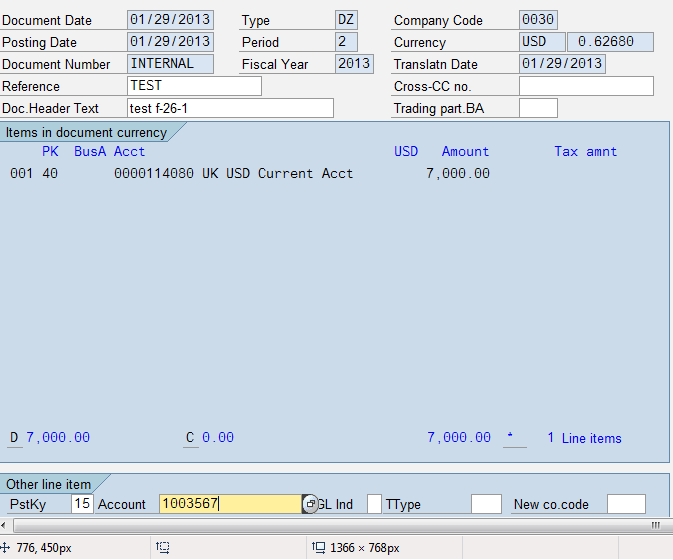 Document Date 01/29/2013 Type DZ Company Code 0030
Posting Date 01/29/2013 Period 2 Currency USD 0.62680
Document Number INTERNAL Fiscal Year 2013 Translatn Date 01/29/2013
Reference TEST Cross-CC no.
Doc.Header Text test f-26-1 Trading part.BA
Items in document currency
PK BusA Acct USD Amount Tax amnt
001 40 0000114080 UK USD Current Acct 7,000.00
D 7,000.00 C 0.00 7,000.00 * 1 Line items
Other line item
PstKy 15 Account 1003567 GL Ind TType New co.code
776, 450px 1366 × 768px